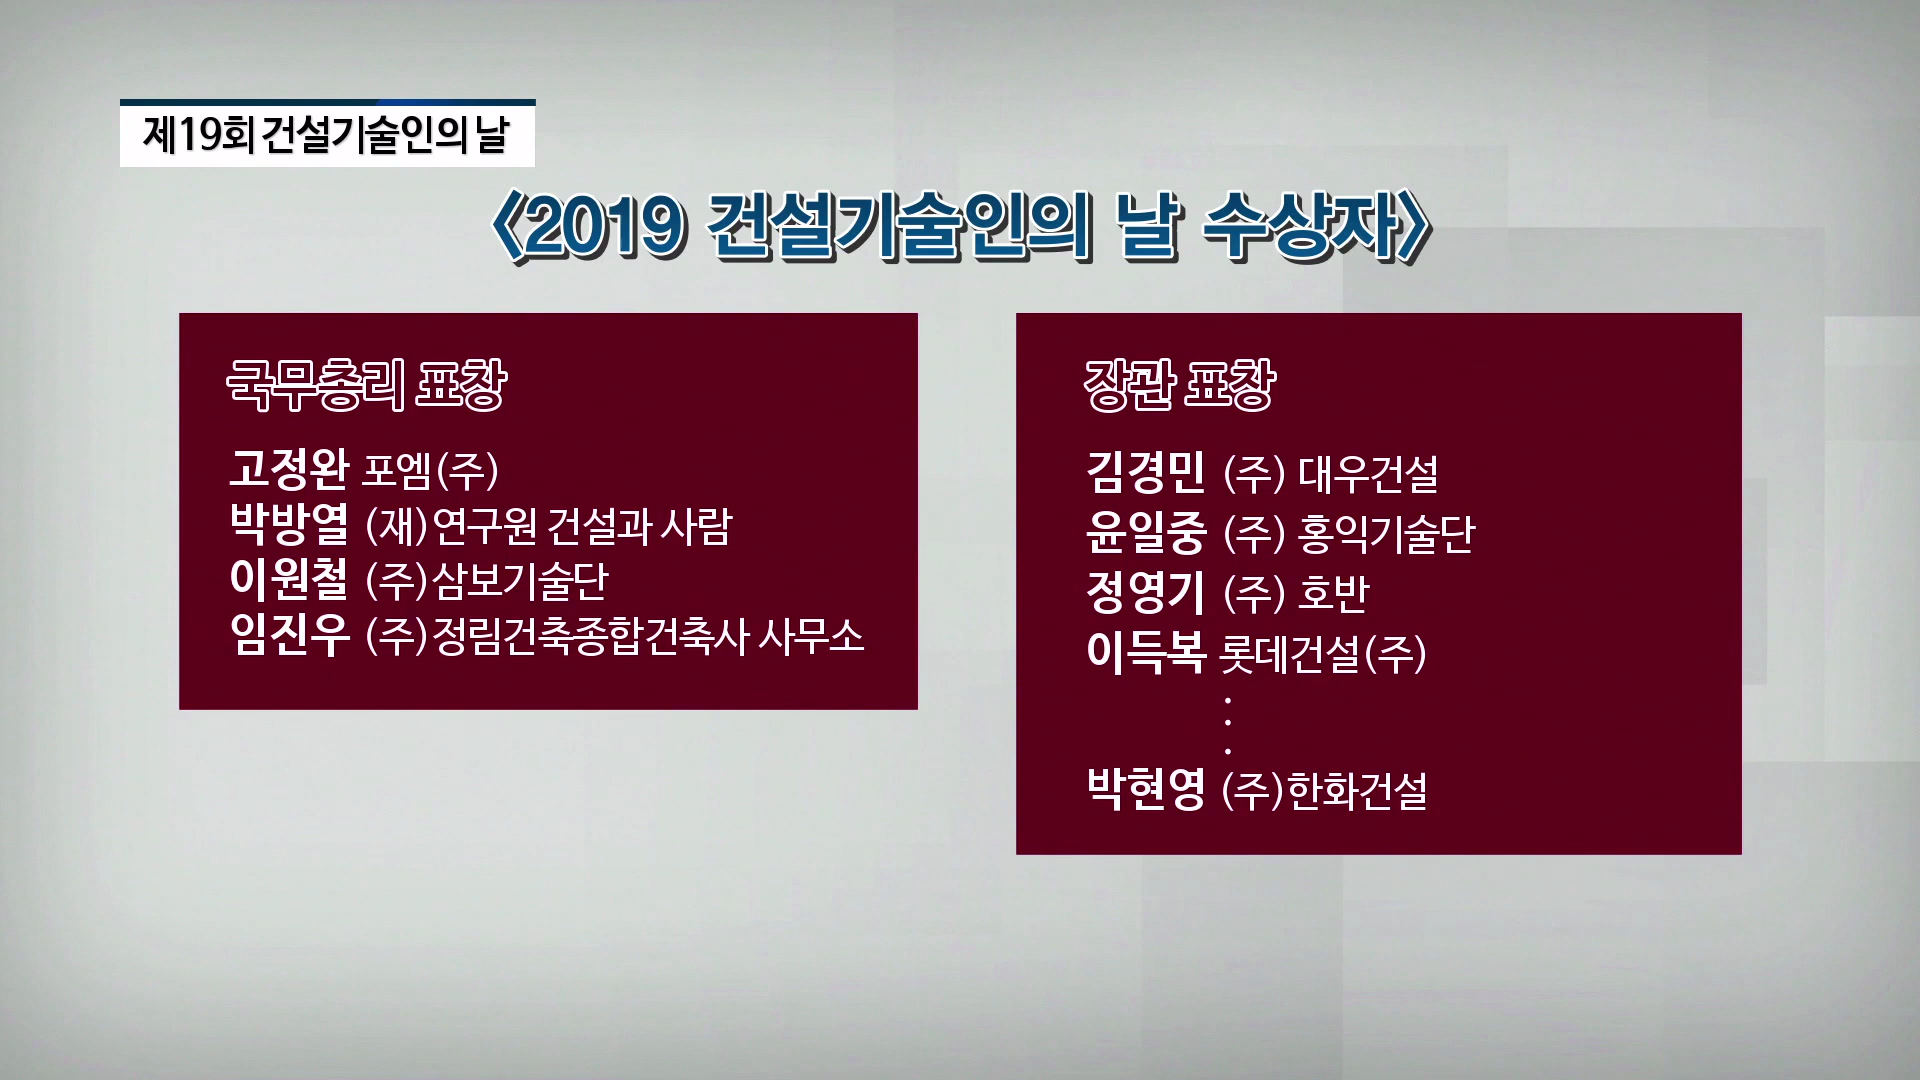 제19회 건설기술인의 날
〈2019 건설기술인의 날 수상자〉
국무총리 표창
고정완 포엠(주)
박방열 (재)연구원 건설과 사람
이원철 (주)삼보기술단
임진우 (주)정림건축종합건축사 사무소
장관 표창
김경민 (주) 대우건설
윤일중 (주) 홍익기술단
정영기 (주) 호반
이득복 롯데건설(주)
:
.
박현영 (주)한화건설